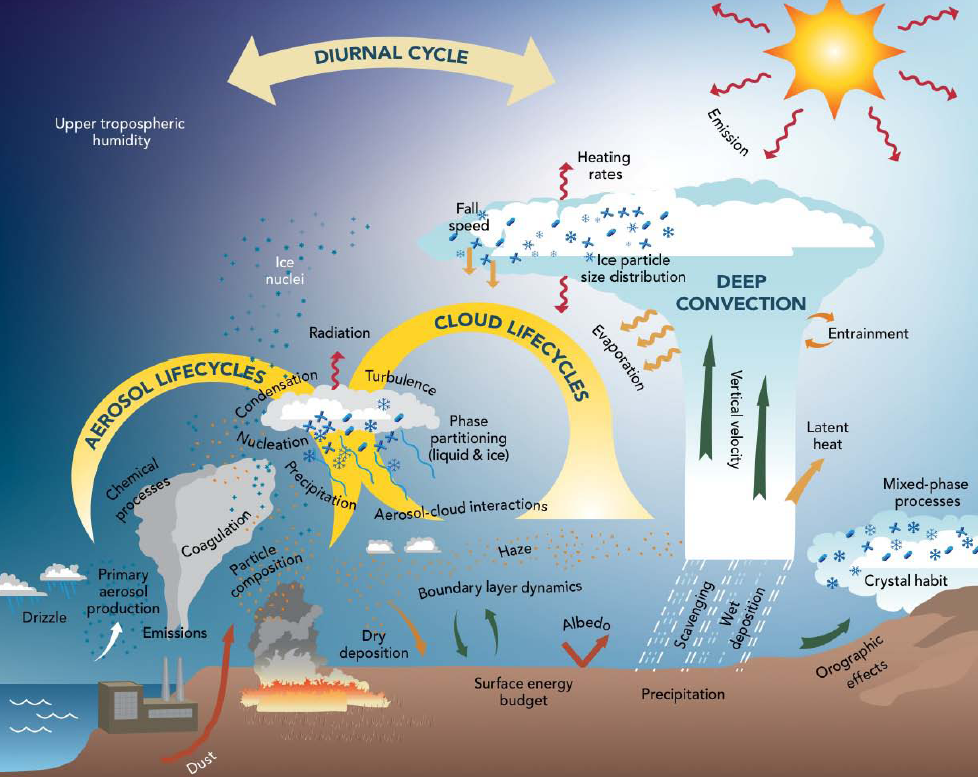 DIURNAL CYCLE
Upper tropospheric
humidity
Emission
Heating
rates
Fall
speed
Ice
nuclei
Ice particle
size distribution
DEEP
CONVECTION
CLOUD LIFECYCLES
Radiation
Evaporation
Entrainment
AEROSOL LIFECYCLES
Condensation
Turbulence
Vertical velocity
Phase
partitioning
(liquid & ice)
Latent
heat
Nucleation
Chemical
processes
Precipitation
Mixed-phase
processes
Aerosol-cloud interactions
Coagulation
Haze
Particle
composition
Primary
aerosol
production
Boundary layer dynamics
Crystal habit
Drizzle
Emissions
Scavenging
Wet
deposition
Albedo
Dry
deposition
Orographic
effects
Surface energy
budget
Precipitation
Dust